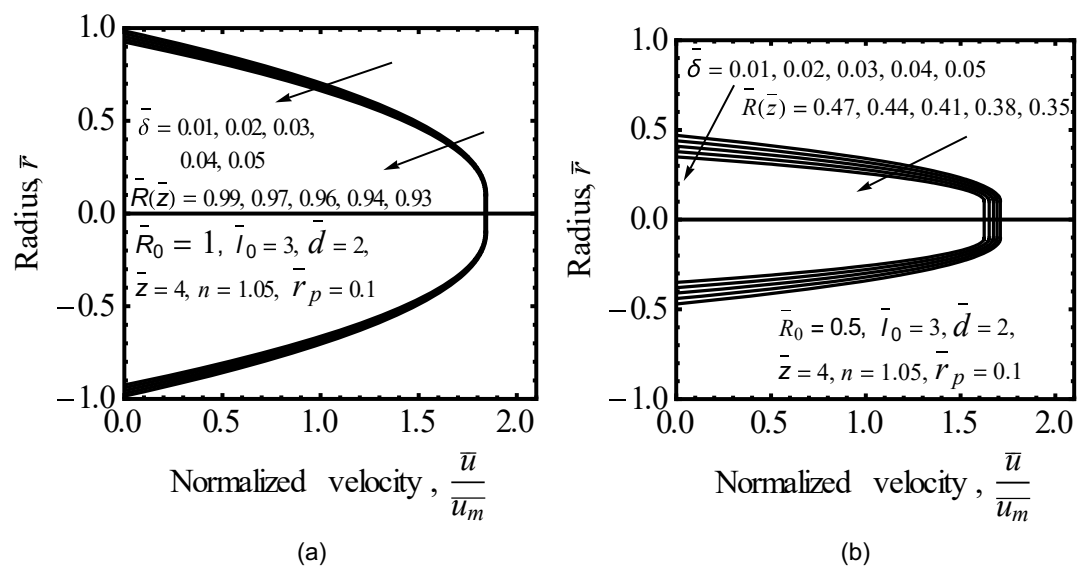 (a)
1.0
0.5
0.0
−0.5
−1.0
Radius, r̅
δ̅ = 0.01, 0.02, 0.03,
0.04, 0.05
R̅(z̅) = 0.99, 0.97, 0.96, 0.94, 0.93
R̅₀ = 1, l̅₀ = 3, d̅ = 2,
z̅ = 4, n = 1.05, r̅ₚ = 0.1
0.0 0.5 1.0 1.5 2.0
Normalized velocity , u̅ / u̅ₘ
(a)
(b)
1.0
0.5
0.0
−0.5
−1.0
Radius, r̅
δ̅ = 0.01, 0.02, 0.03, 0.04, 0.05
R̅(z̅) = 0.47, 0.44, 0.41, 0.38, 0.35
R̅₀ = 0.5, l̅₀ = 3, d̅ = 2,
z̅ = 4, n = 1.05, r̅ₚ = 0.1
0.0 0.5 1.0 1.5 2.0
Normalized velocity , u̅ / u̅ₘ
(b)